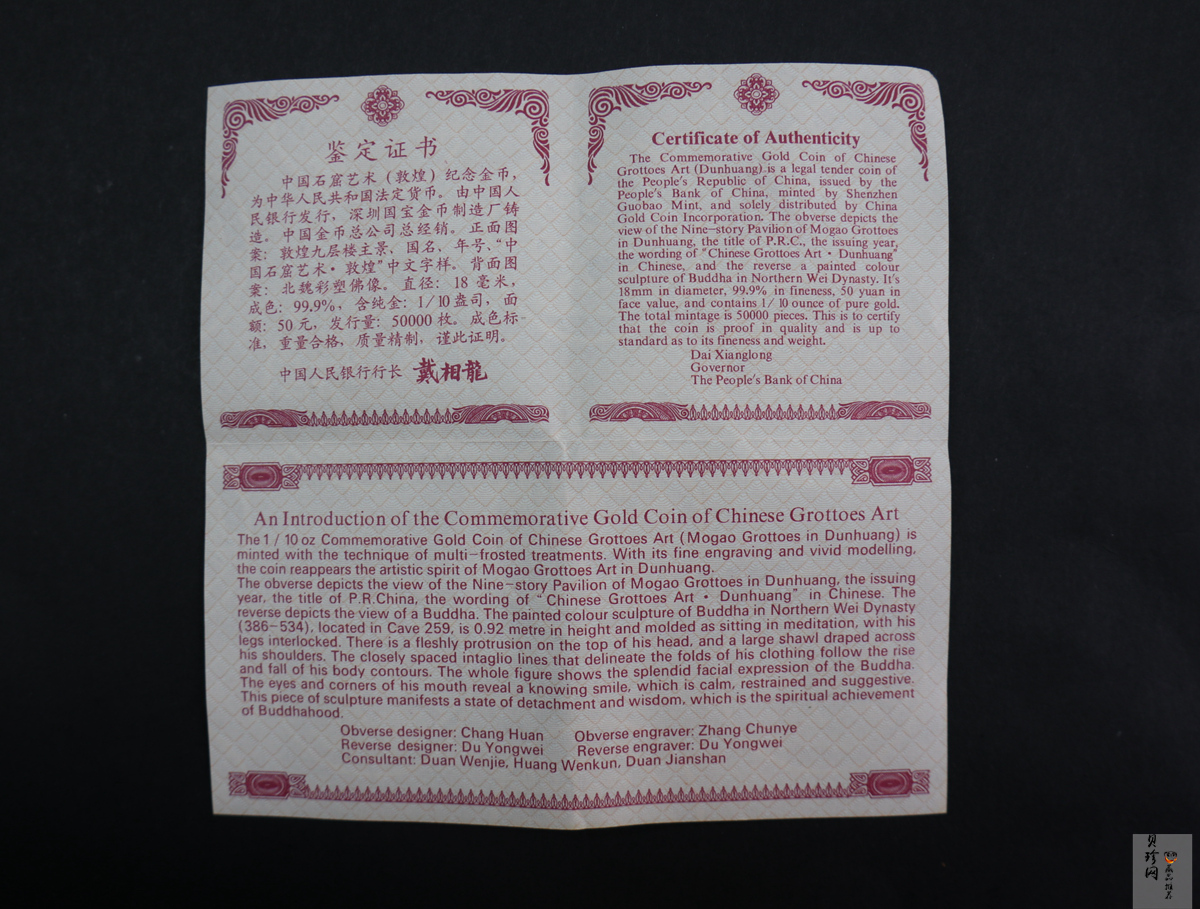 鉴定证书
中国石窟艺术（敦煌）纪念金币，
为中华人民共和国法定货币。由中国人
民银行发行，深圳国宝金币制造厂铸
造。中国金币总公司总经销。正面图
案：敦煌九层楼主景，国名，年号、“中
国石窟艺术·敦煌”中文字样。背面图
案：北魏彩塑佛像。直径：18毫米，
成色：99.9%，含纯金：1/10盎司，面
额：50元，发行量：50000枚。成色标
准，重量合格，质量精制，谨此证明。
中国人民银行行长 戴相龍
Certificate of Authenticity
The Commemorative Gold Coin of Chinese
Grottoes Art (Dunhuang) is a legal tender coin of
the People's Republic of China, issued by the
People's Bank of China, minted by Shenzhen
Guobao Mint, and solely distributed by China
Gold Coin Incorporation. The obverse depicts the
view of the Nine-story Pavilion of Mogao Grottoes
in Dunhuang, the title of P.R.C., the issuing year,
the wording of "Chinese Grottoes Art · Dunhuang"
in Chinese, and the reverse a painted colour
sculpture of Buddha in Northern Wei Dynasty. It's
18mm in diameter, 99.9% in fineness, 50 yuan in
face value, and contains 1/10 ounce of pure gold.
The total mintage is 50000 pieces. This is to certify
that the coin is proof in quality and is up to
standard as to its fineness and weight.
Dai Xianglong
Governor
The People's Bank of China
An Introduction of the Commemorative Gold Coin of Chinese Grottoes Art
The 1 / 10 oz Commemorative Gold Coin of Chinese Grottoes Art (Mogao Grottoes in Dunhuang) is
minted with the technique of multi-frosted treatments. With its fine engraving and vivid modelling,
the coin reappears the artistic spirit of Mogao Grottoes Art in Dunhuang.
The obverse depicts the view of the Nine-story Pavilion of Mogao Grottoes in Dunhuang, the issuing
year, the title of P.R.China, the wording of “Chinese Grottoes Art · Dunhuang” in Chinese. The
reverse depicts the view of a Buddha. The painted colour sculpture of Buddha in Northern Wei Dynasty
(386-534), located in Cave 259, is 0.92 metre in height and molded as sitting in meditation, with his
legs interlocked. There is a fleshly protrusion on the top of his head, and a large shawl draped across
his shoulders. The closely spaced intaglio lines that delineate the folds of his clothing follow the rise
and fall of his body contours. The whole figure shows the splendid facial expression of the Buddha.
The eyes and corners of his mouth reveal a knowing smile, which is calm, restrained and suggestive.
This piece of sculpture manifests a state of detachment and wisdom, which is the spiritual achievement
of Buddhahood.
Obverse designer: Chang Huan Obverse engraver: Zhang Chunye
Reverse designer: Du Yongwei Reverse engraver: Du Yongwei
Consultant: Duan Wenjie, Huang Wenkun, Duan Jianshan
贝珍网
藏品推荐